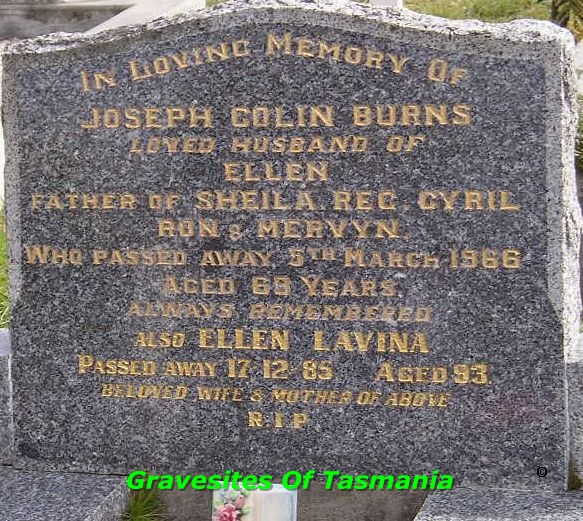 IN LOVING MEMORY OF
JOSEPH COLIN BURNS
LOVED HUSBAND OF
ELLEN
FATHER OF SHEILA, REG, CYRIL
RON & MERVYN
WHO PASSED AWAY 5TH MARCH 1966
AGED 69 YEARS.
ALWAYS REMEMBERED
ALSO ELLEN LAVINA
PASSED AWAY 17·12·85 AGED 93.
BELOVED WIFE & MOTHER OF ABOVE
R.I.P
©
Gravesites Of Tasmania